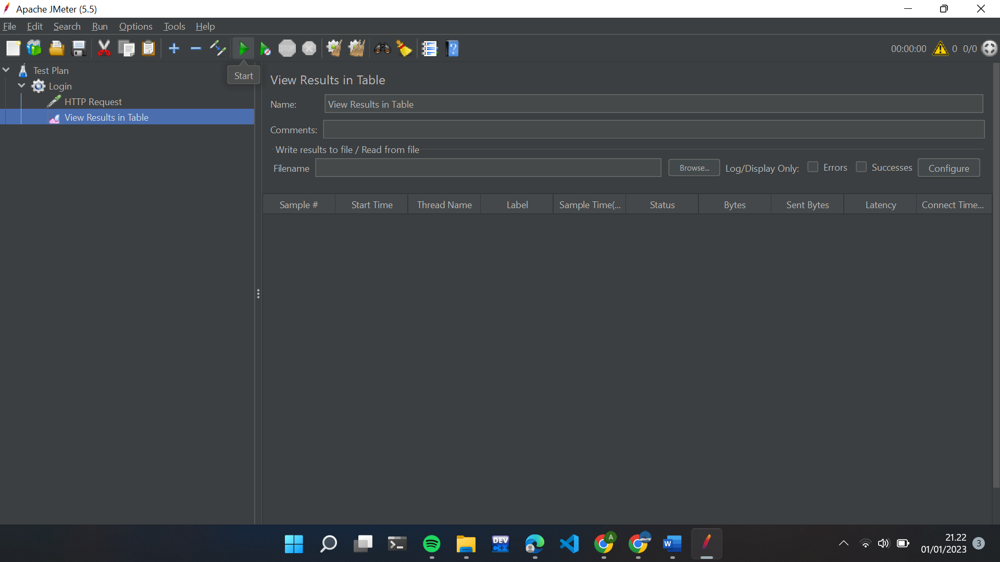 Apache JMeter (5.5)
File Edit Search Run Options Tools Help
STOP
00:00:00 0 0/0
Start
Test Plan
Login
HTTP Request
View Results in Table
View Results in Table
Name: View Results in Table
Comments:
Write results to file / Read from file
Filename Browse... Log/Display Only: Errors Successes Configure
Sample # Start Time Thread Name Label Sample Time(... Status Bytes Sent Bytes Latency Connect Time...
DEV
C++
A
W
21.22
01/01/2023
3